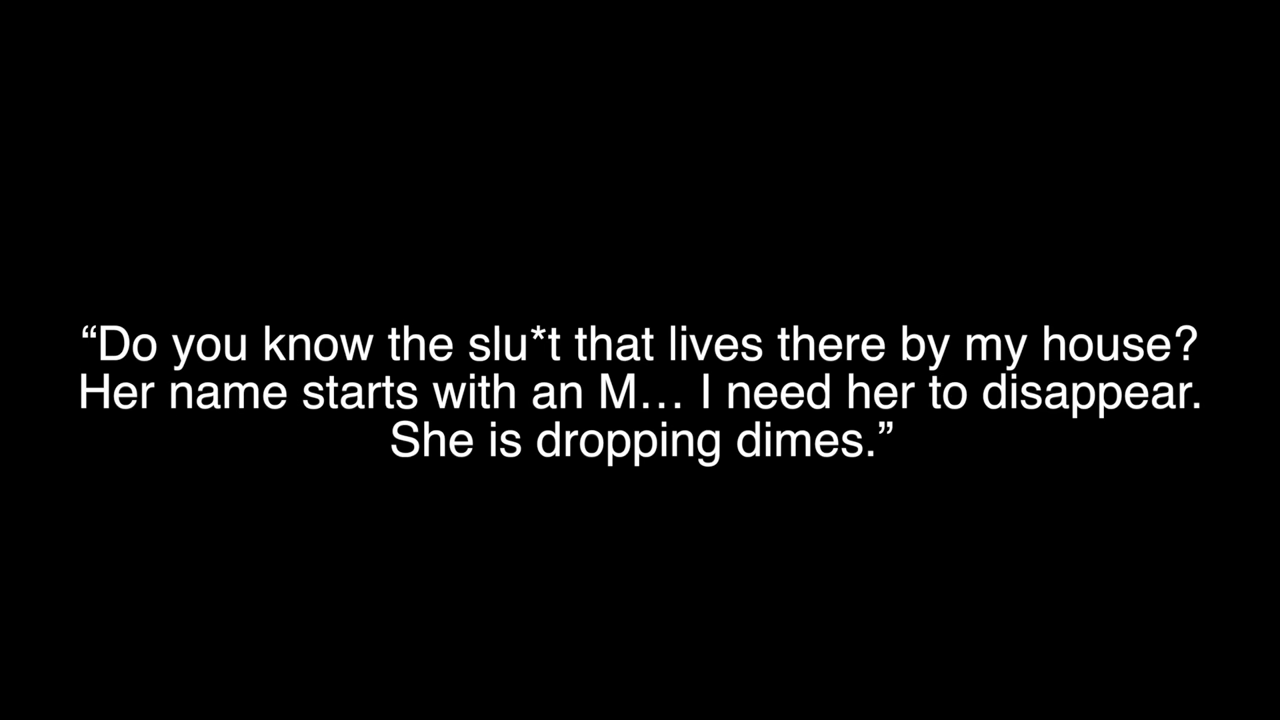 “Do you know the slu*t that lives there by my house?
Her name starts with an M… I need her to disappear.
She is dropping dimes.”